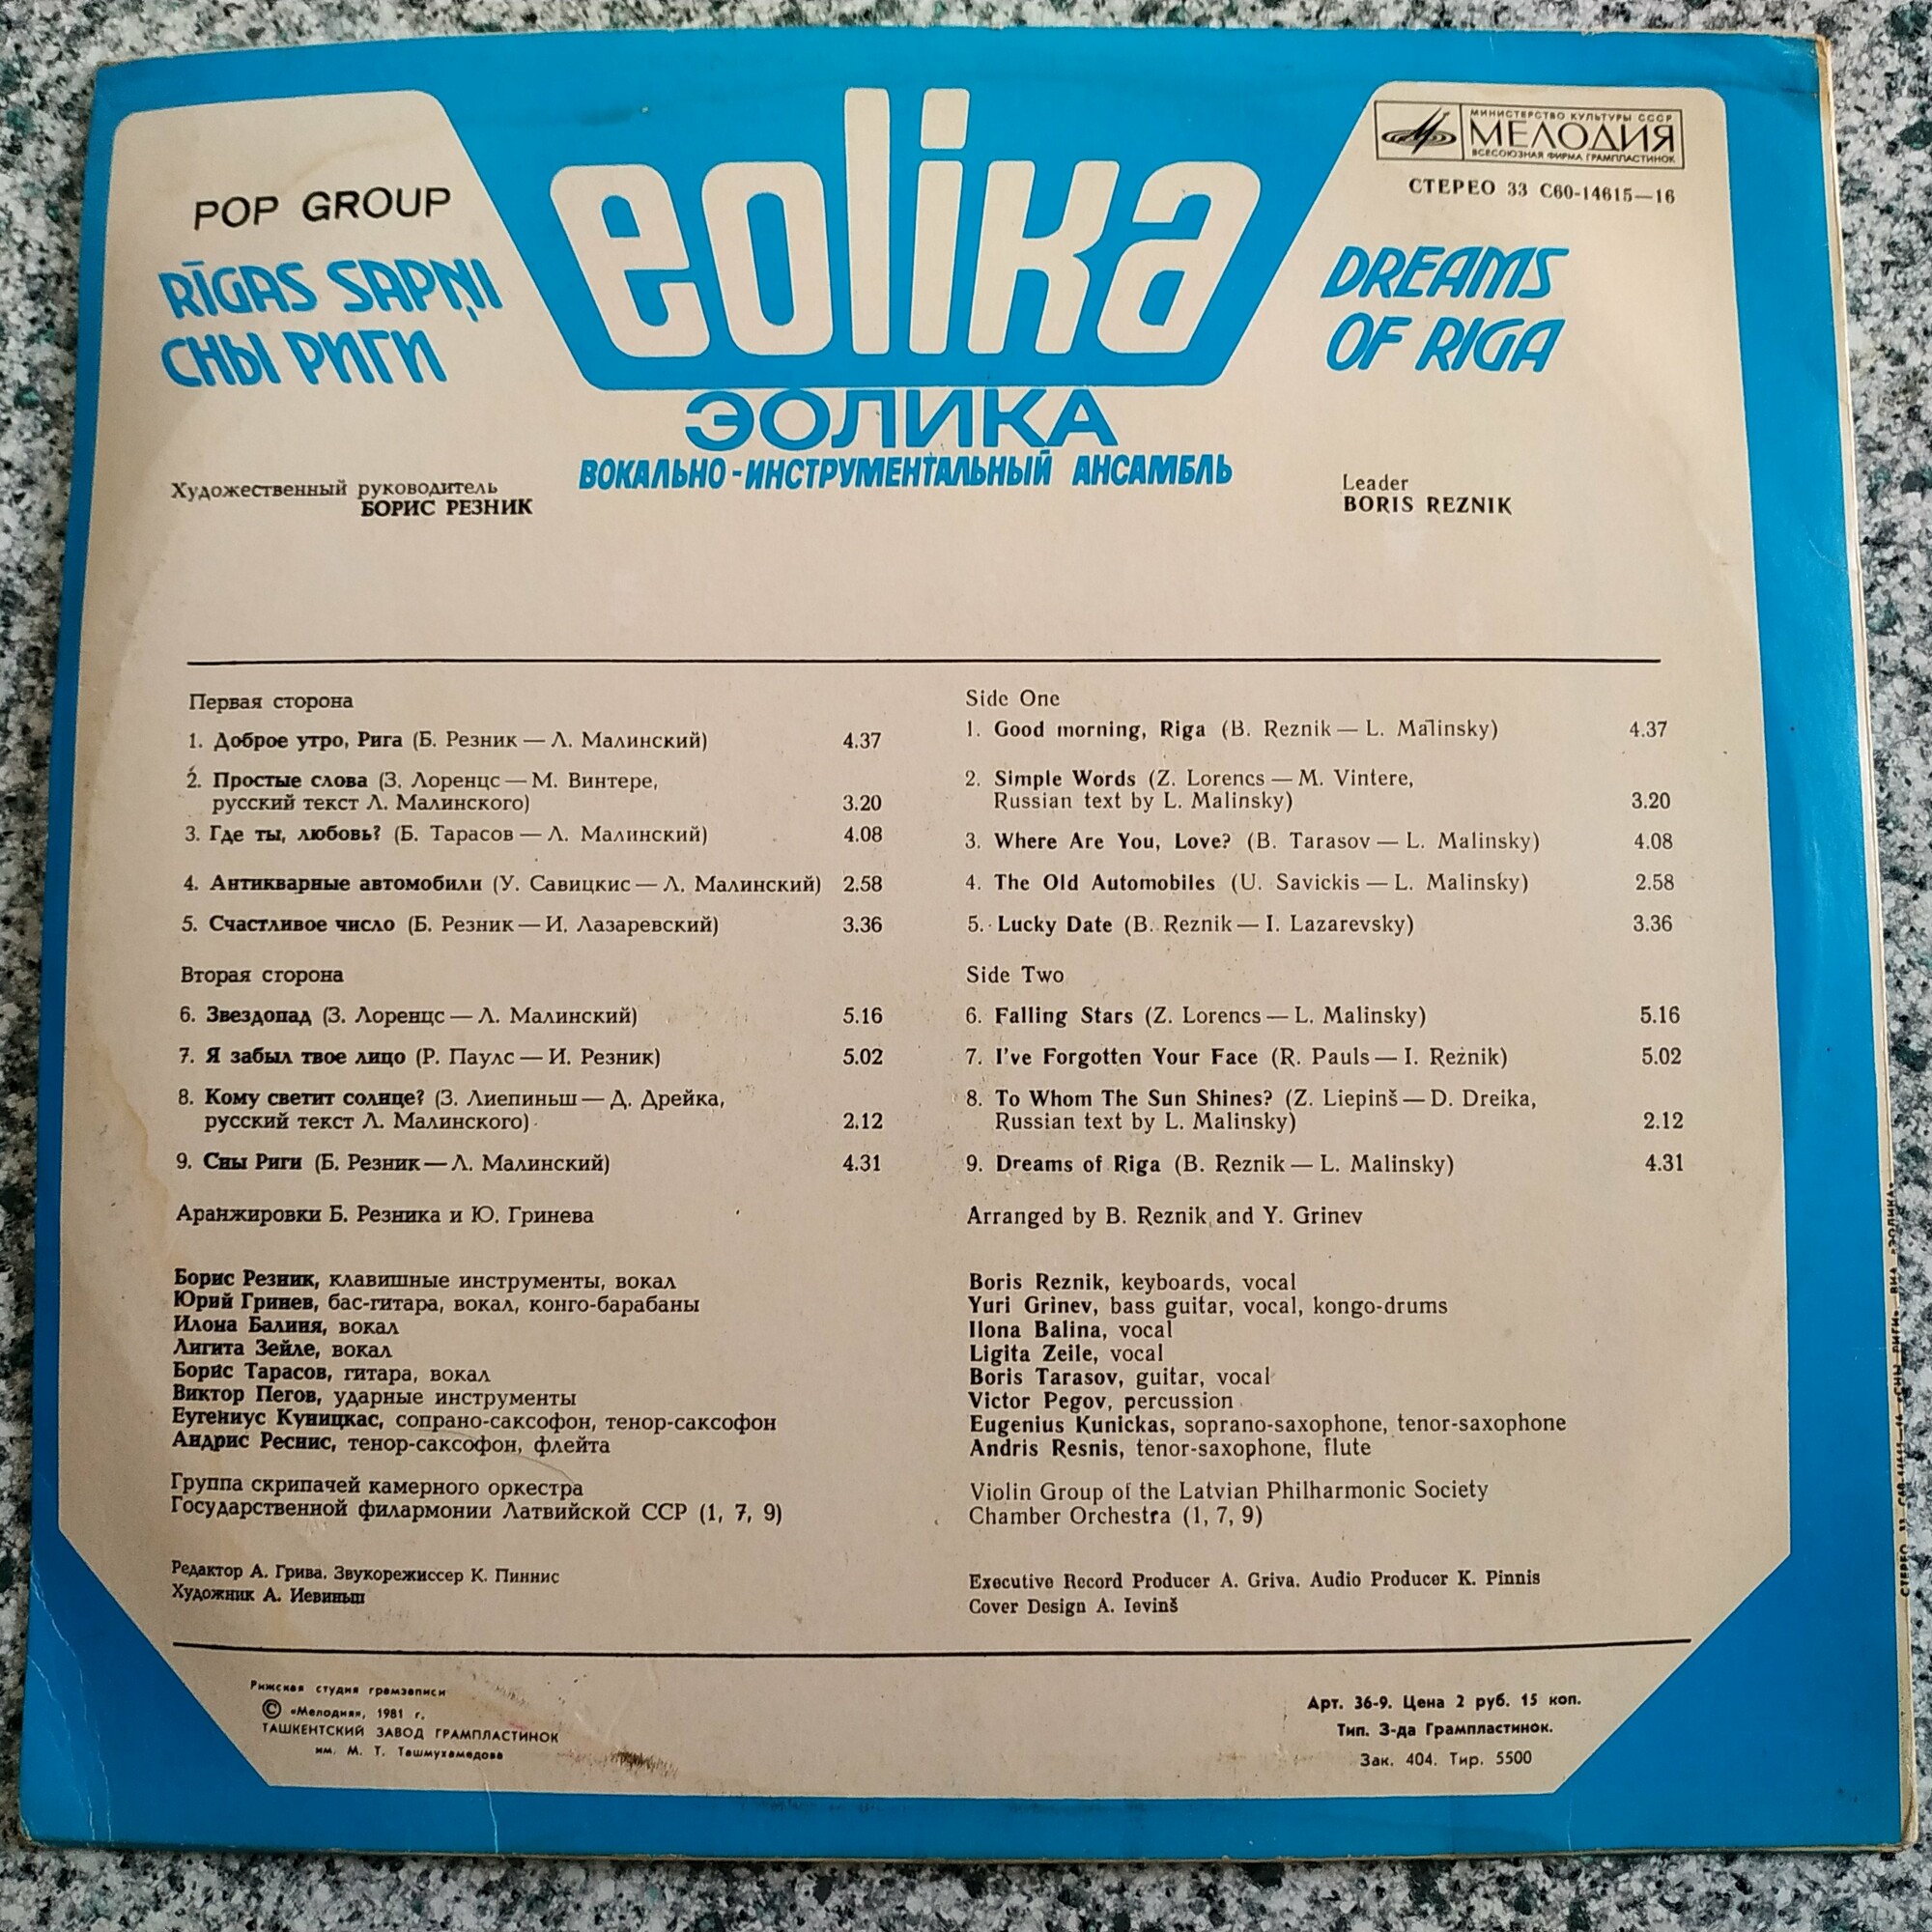 POP GROUP
RĪGAS SAPŅI
СНЫ РИГИ
eolika
ЭОЛИКА
ВОКАЛЬНО-ИНСТРУМЕНТАЛЬНЫЙ АНСАМБЛЬ
МИНИСТЕРСТВО КУЛЬТУРЫ СССР
МЕЛОДИЯ
ВСЕСОЮЗНАЯ ФИРМА ГРАМПЛАСТИНОК
СТЕРЕО 33 С60-14615—16
DREAMS
OF RIGA
Художественный руководитель
БОРИС РЕЗНИК
Leader
BORIS REZNIK
Первая сторона
1. Доброе утро, Рига (Б. Резник — Л. Малинский) 4.37
2. Простые слова (З. Лоренцс — М. Винтере,
русский текст Л. Малинского) 3.20
3. Где ты, любовь? (Б. Тарасов — Л. Малинский) 4.08
4. Антикварные автомобили (У. Савицкис — Л. Малинский) 2.58
5. Счастливое число (Б. Резник — И. Лазаревский) 3.36
Вторая сторона
6. Звездопад (З. Лоренцс — Л. Малинский) 5.16
7. Я забыл твое лицо (Р. Паулс — И. Резник) 5.02
8. Кому светит солнце? (З. Лиепиньш — Д. Дрейка,
русский текст Л. Малинского) 2.12
9. Сны Риги (Б. Резник — Л. Малинский) 4.31
Аранжировки Б. Резника и Ю. Гринева
Борис Резник, клавишные инструменты, вокал
Юрий Гринев, бас-гитара, вокал, конго-барабаны
Илона Балиня, вокал
Лигита Зейле, вокал
Борис Тарасов, гитара, вокал
Виктор Пегов, ударные инструменты
Еугениус Куницкас, сопрано-саксофон, тенор-саксофон
Андрис Реснис, тенор-саксофон, флейта
Группа скрипачей камерного оркестра
Государственной филармонии Латвийской ССР (1, 7, 9)
Редактор А. Грива. Звукорежиссер К. Пиннис
Художник А. Иевиньш
Side One
1. Good morning, Riga (B. Reznik — L. Malinsky) 4.37
2. Simple Words (Z. Lorencs — M. Vintere,
Russian text by L. Malinsky) 3.20
3. Where Are You, Love? (B. Tarasov — L. Malinsky) 4.08
4. The Old Automobiles (U. Savickis — L. Malinsky) 2.58
5. Lucky Date (B. Reznik — I. Lazarevsky) 3.36
Side Two
6. Falling Stars (Z. Lorencs — L. Malinsky) 5.16
7. I've Forgotten Your Face (R. Pauls — I. Reznik) 5.02
8. To Whom The Sun Shines? (Z. Liepinš — D. Dreika,
Russian text by L. Malinsky) 2.12
9. Dreams of Riga (B. Reznik — L. Malinsky) 4.31
Arranged by B. Reznik and Y. Grinev
Boris Reznik, keyboards, vocal
Yuri Grinev, bass guitar, vocal, kongo-drums
Ilona Balina, vocal
Ligita Zeile, vocal
Boris Tarasov, guitar, vocal
Victor Pegov, percussion
Eugenius Kunickas, soprano-saxophone, tenor-saxophone
Andris Resnis, tenor-saxophone, flute
Violin Group of the Latvian Philharmonic Society
Chamber Orchestra (1, 7, 9)
Executive Record Producer A. Griva. Audio Producer K. Pinnis
Cover Design A. Ievinš
Рижская студия грамзаписи
© «Мелодия», 1981 г.
ТАШКЕНТСКИЙ ЗАВОД ГРАМПЛАСТИНОК
им. М. Т. Ташмухамедова
Арт. 36-9. Цена 2 руб. 15 коп.
Тип. З-да Грампластинок.
Зак. 404. Тир. 5500
СТЕРЕО 33 С60-14615—16 «СНЫ РИГИ». ВИА «ЭОЛИКА»